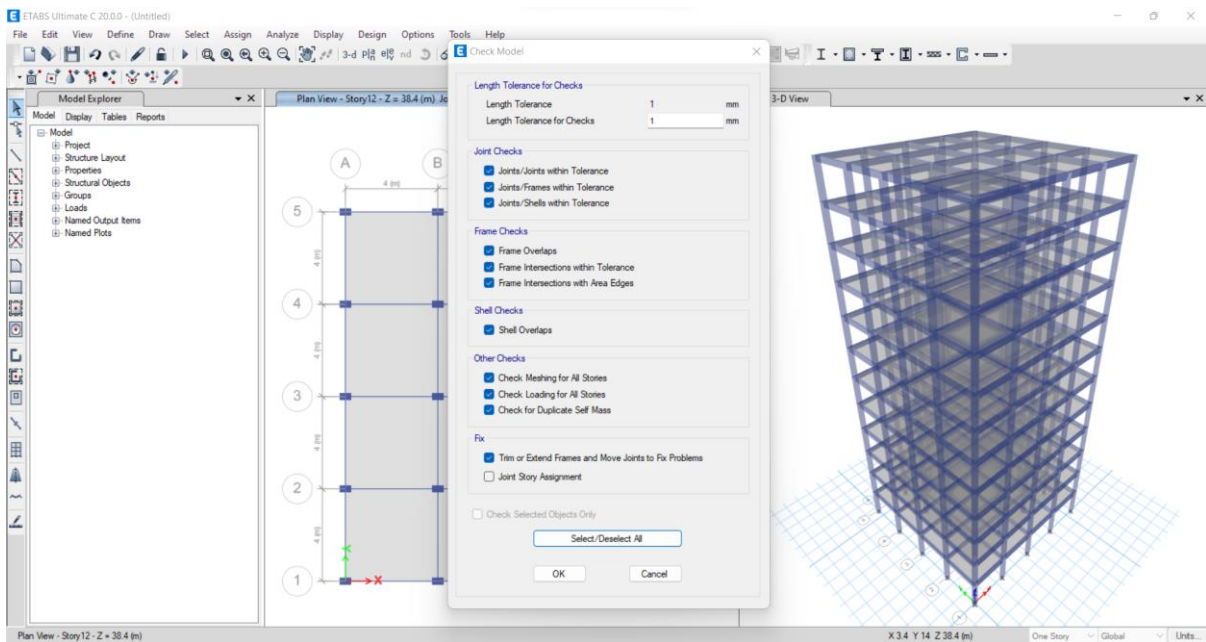 ETABS Ultimate C 20.0.0 - (Untitled)
File Edit View Define Draw Select Assign Analyze Display Design Options Tools Help
3-d
nd
Model Explorer
Model Display Tables Reports
Model
Project
Structure Layout
Properties
Structural Objects
Groups
Loads
Named Output Items
Named Plots
Plan View - Story12 - Z = 38.4 (m) Jo
A B
4 (m)
5
4 (m)
4
4 (m)
3
4 (m)
2
4 (m)
1
X
Y
Check Model
Length Tolerance for Checks
Length Tolerance 1 mm
Length Tolerance for Checks 1 mm
Joint Checks
Joints/Joints within Tolerance
Joints/Frames within Tolerance
Joints/Shells within Tolerance
Frame Checks
Frame Overlaps
Frame Intersections within Tolerance
Frame Intersections with Area Edges
Shell Checks
Shell Overlaps
Other Checks
Check Meshing for All Stories
Check Loading for All Stories
Check for Duplicate Self Mass
Fix
Trim or Extend Frames and Move Joints to Fix Problems
Joint Story Assignment
Check Selected Objects Only
Select/Deselect All
OK Cancel
3-D View
Plan View - Story12 - Z = 38.4 (m)
X 3.4 Y 14 Z 38.4 (m) One Story Global Units...